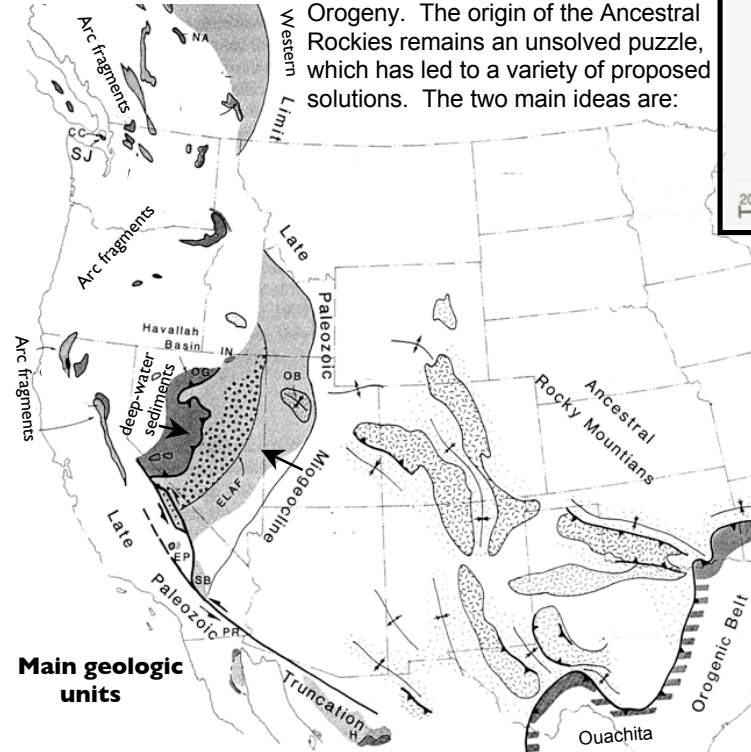 Orogeny. The origin of the Ancestral
Rockies remains an unsolved puzzle,
which has led to a variety of proposed
solutions. The two main ideas are:
Arc fragments
NA
Western
Limit
CC
SJ
Arc fragments
Late
Paleozoic
Havallah
Basin
IN
OG
OB
Arc fragments
deep-water
sediments
ELAF
Miogeocline
Ancestral
Rocky Mountians
Late
Paleozoic
Truncation
EP
SB
PR
H
Main geologic
units
Orogenic Belt
Ouachita
20